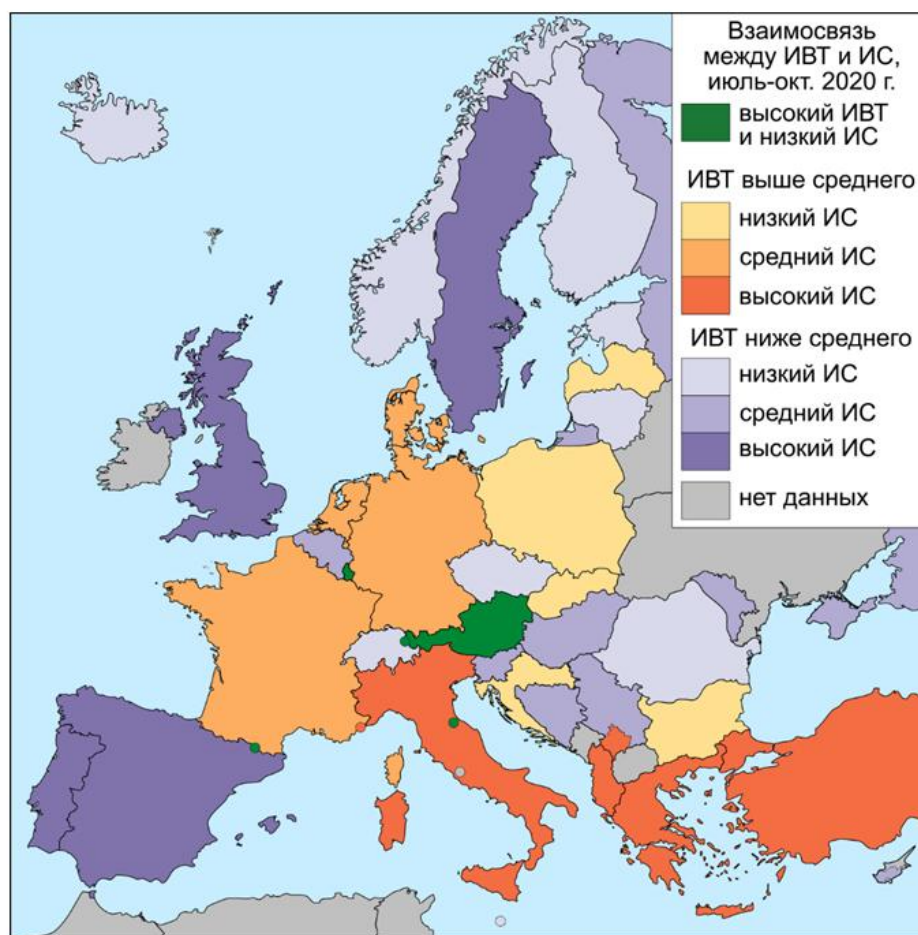 Взаимосвязь
между ИВТ и ИС,
июль-окт. 2020 г.
высокий ИВТ
и низкий ИС
ИВТ выше среднего
низкий ИС
средний ИС
высокий ИС
ИВТ ниже среднего
низкий ИС
средний ИС
высокий ИС
нет данных